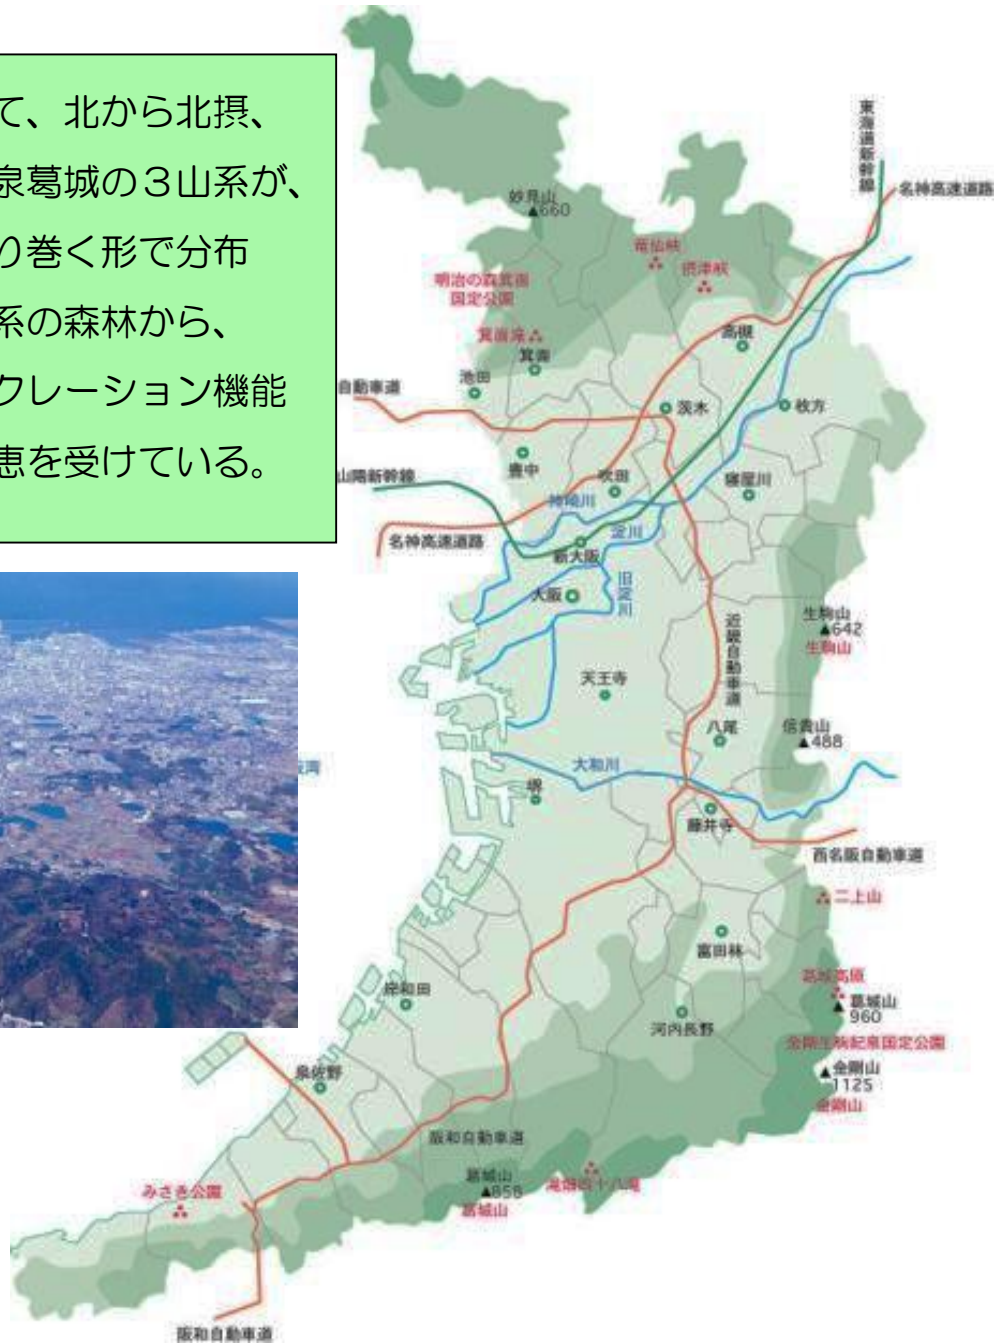 て、北から北摂、
泉葛城の３山系が、
り巻く形で分布
系の森林から、
クレーション機能
恵を受けている。
東海道新幹線
名神高速道路
妙見山
▲660
竜仙峡
摂津峡
明治の森箕面
国定公園
高槻
箕面滝
箕面
池田
自動車道
茨木
枚方
豊中
吹田
寝屋川
山陽新幹線
神崎川
淀川
名神高速道路
新大阪
大阪
旧淀川
生駒山
▲642
生駒山
近畿自動車道
天王寺
八尾
信貴山
▲488
湾
大和川
堺
藤井寺
西名阪自動車道
二上山
富田林
葛城高原
岸和田
葛城山
960
河内長野
金剛生駒紀泉国定公園
泉佐野
▲金剛山
1125
金剛山
阪和自動車道
葛城山
▲858
葛城山
滝畑四十八滝
みさき公園
阪和自動車道